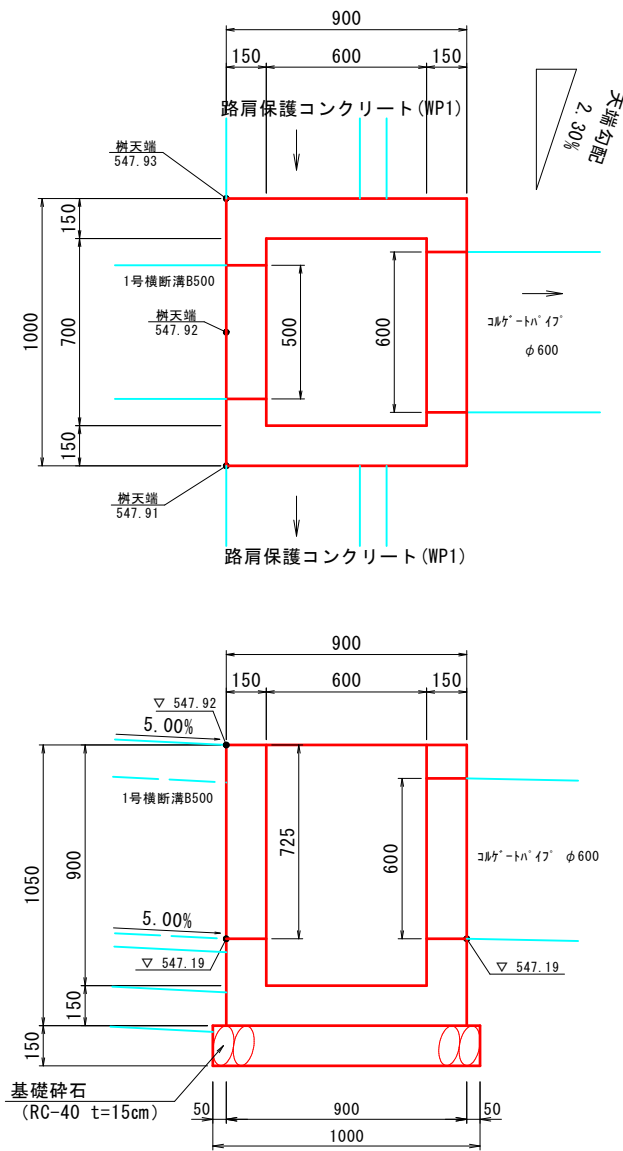 900
150 600 150
路肩保護コンクリート(WP1)
天端勾配
2.30%
桝天端
547.93
150
1号横断溝B500
桝天端
547.92
1000
700
500
600
コルゲートパイプ
φ600
150
桝天端
547.91
路肩保護コンクリート(WP1)
900
150 600 150
▽ 547.92
5.00%
1号横断溝B500
1050
900
725
600
コルゲートパイプ φ600
5.00%
▽ 547.19
▽ 547.19
150
150
基礎砕石
(RC-40 t=15cm)
50 900 50
1000